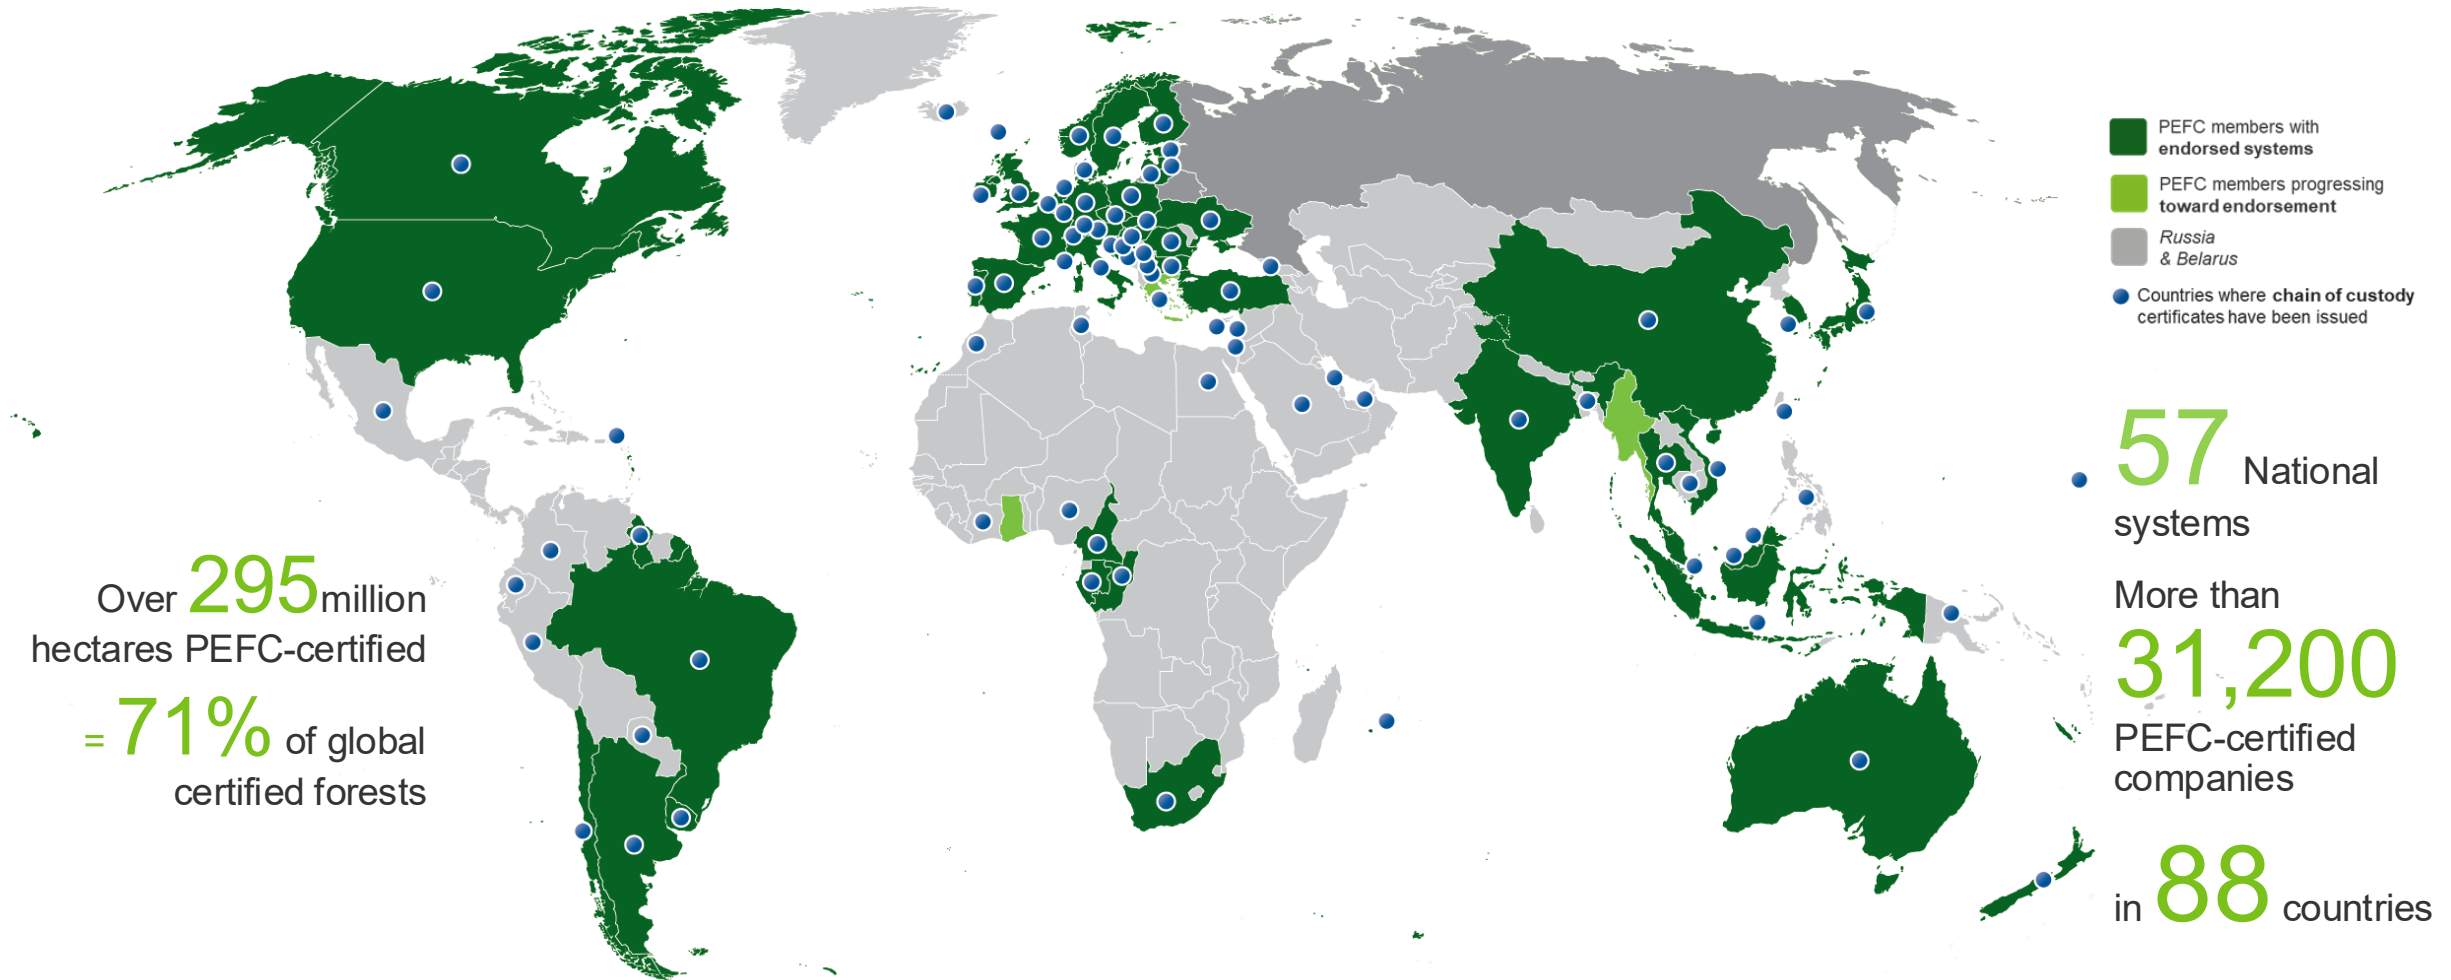 PEFC members with
endorsed systems
PEFC members progressing
toward endorsement
Russia
& Belarus
Countries where chain of custody
certificates have been issued
57 National
systems
More than
31,200
PEFC-certified
companies
in 88 countries
Over 295 million
hectares PEFC-certified
= 71% of global
certified forests